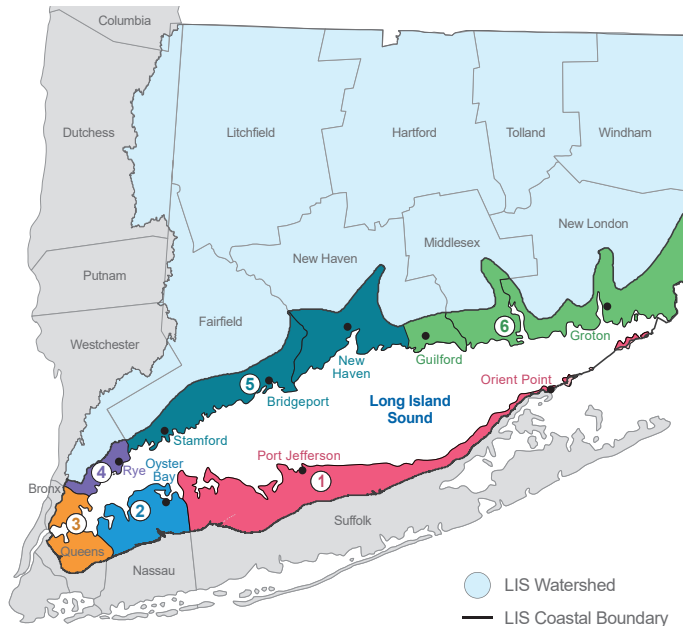 Columbia
Dutchess
Litchfield
Hartford
Tolland
Windham
New London
Middlesex
New Haven
Putnam
Fairfield
Westchester
6
Groton
Guilford
New
Haven
5
Bridgeport
Orient Point
Long Island
Sound
Stamford
4
Rye
Oyster
Bay
Port Jefferson
1
Bronx
2
3
Suffolk
Queens
Nassau
LIS Watershed
LIS Coastal Boundary